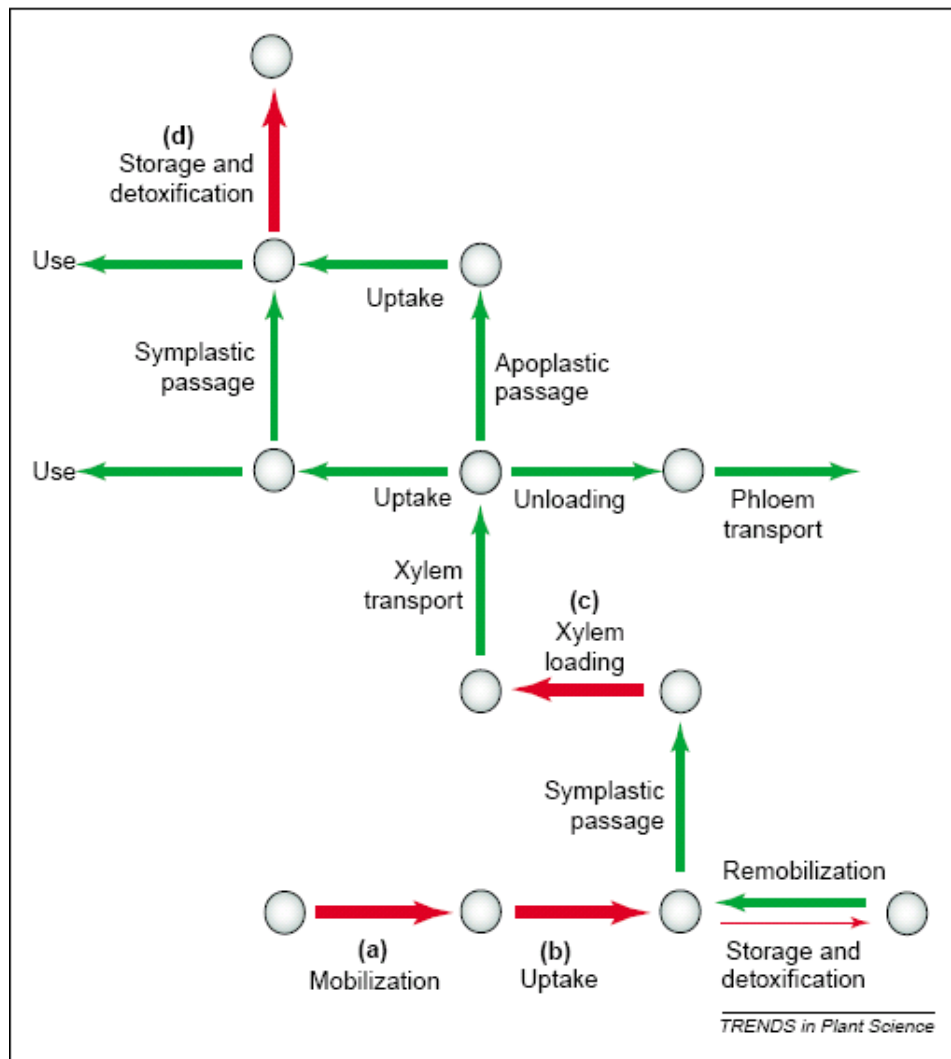 (d)
Storage and
detoxification
Use
Uptake
Symplastic
passage
Apoplastic
passage
Use
Uptake
Unloading
Phloem
transport
Xylem
transport
(c)
Xylem
loading
Symplastic
passage
Remobilization
(a)
Mobilization
(b)
Uptake
Storage and
detoxification
TRENDS in Plant Science